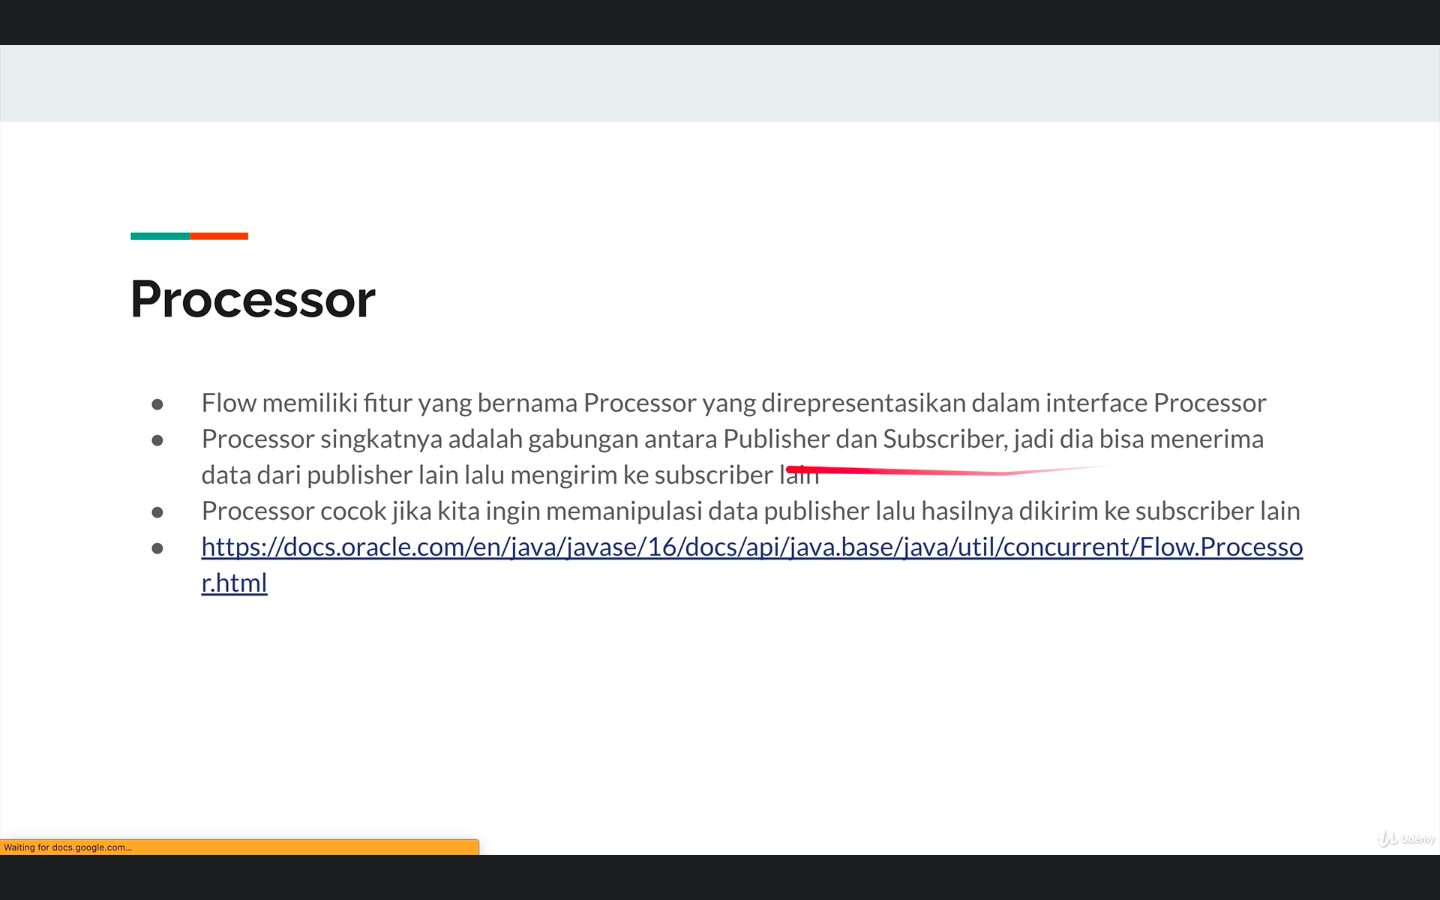 Processor
● Flow memiliki fitur yang bernama Processor yang direpresentasikan dalam interface Processor
● Processor singkatnya adalah gabungan antara Publisher dan Subscriber, jadi dia bisa menerima
data dari publisher lain lalu mengirim ke subscriber lain
● Processor cocok jika kita ingin memanipulasi data publisher lalu hasilnya dikirim ke subscriber lain
● https://docs.oracle.com/en/java/javase/16/docs/api/java.base/java/util/concurrent/Flow.Processo
r.html
Waiting for docs.google.com...
Udemy